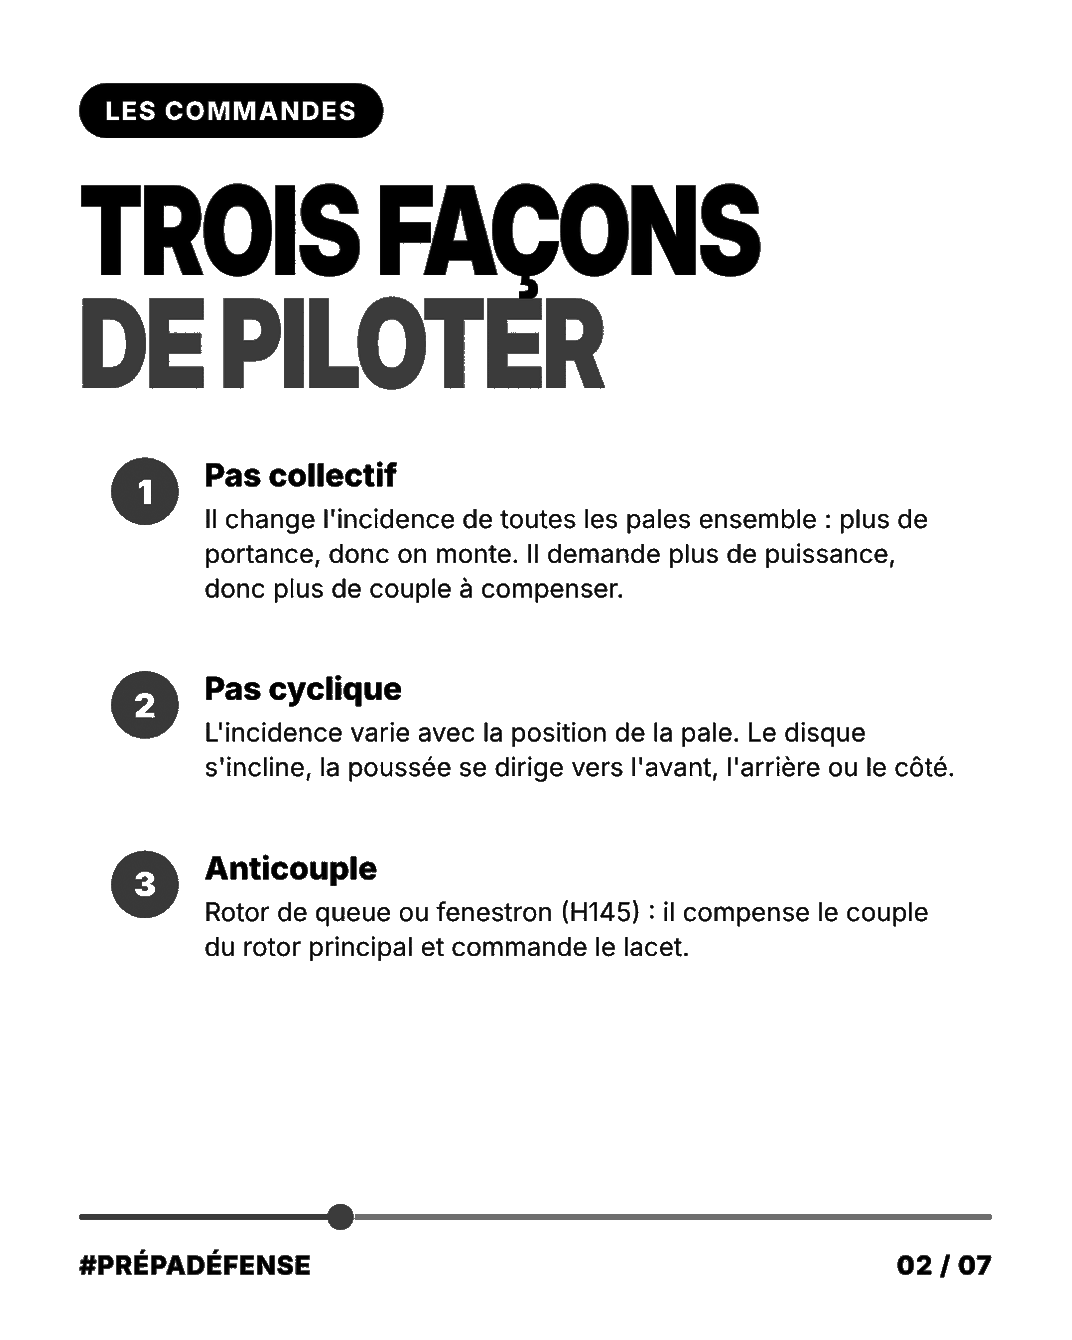 LES COMMANDES
TROIS FAÇONS
DE PILOTER
1
Pas collectif
Il change l'incidence de toutes les pales ensemble : plus de
portance, donc on monte. Il demande plus de puissance,
donc plus de couple à compenser.
2
Pas cyclique
L'incidence varie avec la position de la pale. Le disque
s'incline, la poussée se dirige vers l'avant, l'arrière ou le côté.
3
Anticouple
Rotor de queue ou fenestron (H145) : il compense le couple
du rotor principal et commande le lacet.
#PRÉPADÉFENSE
02 / 07